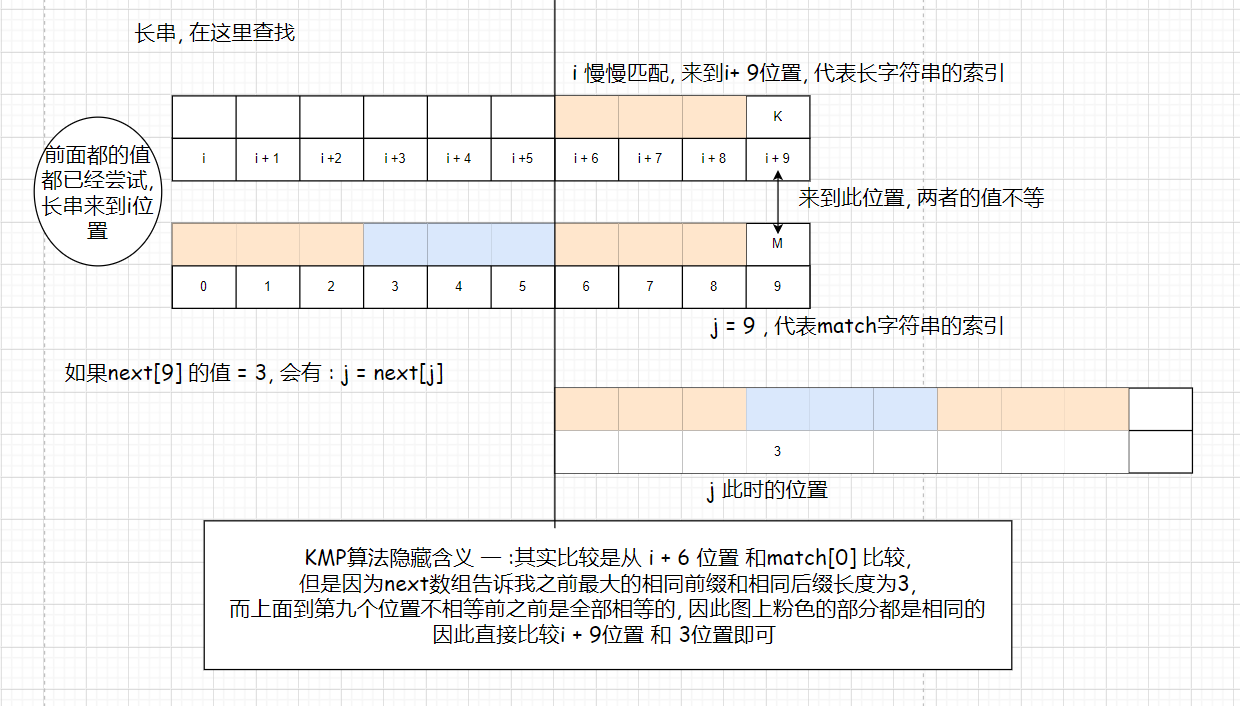 长串, 在这里查找
i 慢慢匹配, 来到i+ 9位置, 代表长字符串的索引
K
i
i + 1
i +2
i +3
i + 4
i +5
i + 6
i + 7
i + 8
i + 9
前面都的值
都已经尝试,
长串来到i位
置
来到此位置, 两者的值不等
M
0
1
2
3
4
5
6
7
8
9
j = 9 , 代表match字符串的索引
如果next[9] 的值 = 3, 会有 : j = next[j]
3
j 此时的位置
KMP算法隐藏含义 一 :其实比较是从 i + 6 位置 和match[0] 比较,
但是因为next数组告诉我之前最大的相同前缀和相同后缀长度为3,
而上面到第九个位置不相等前之前是全部相等的, 因此图上粉色的部分都是相同的
因此直接比较i + 9位置 和 3位置即可